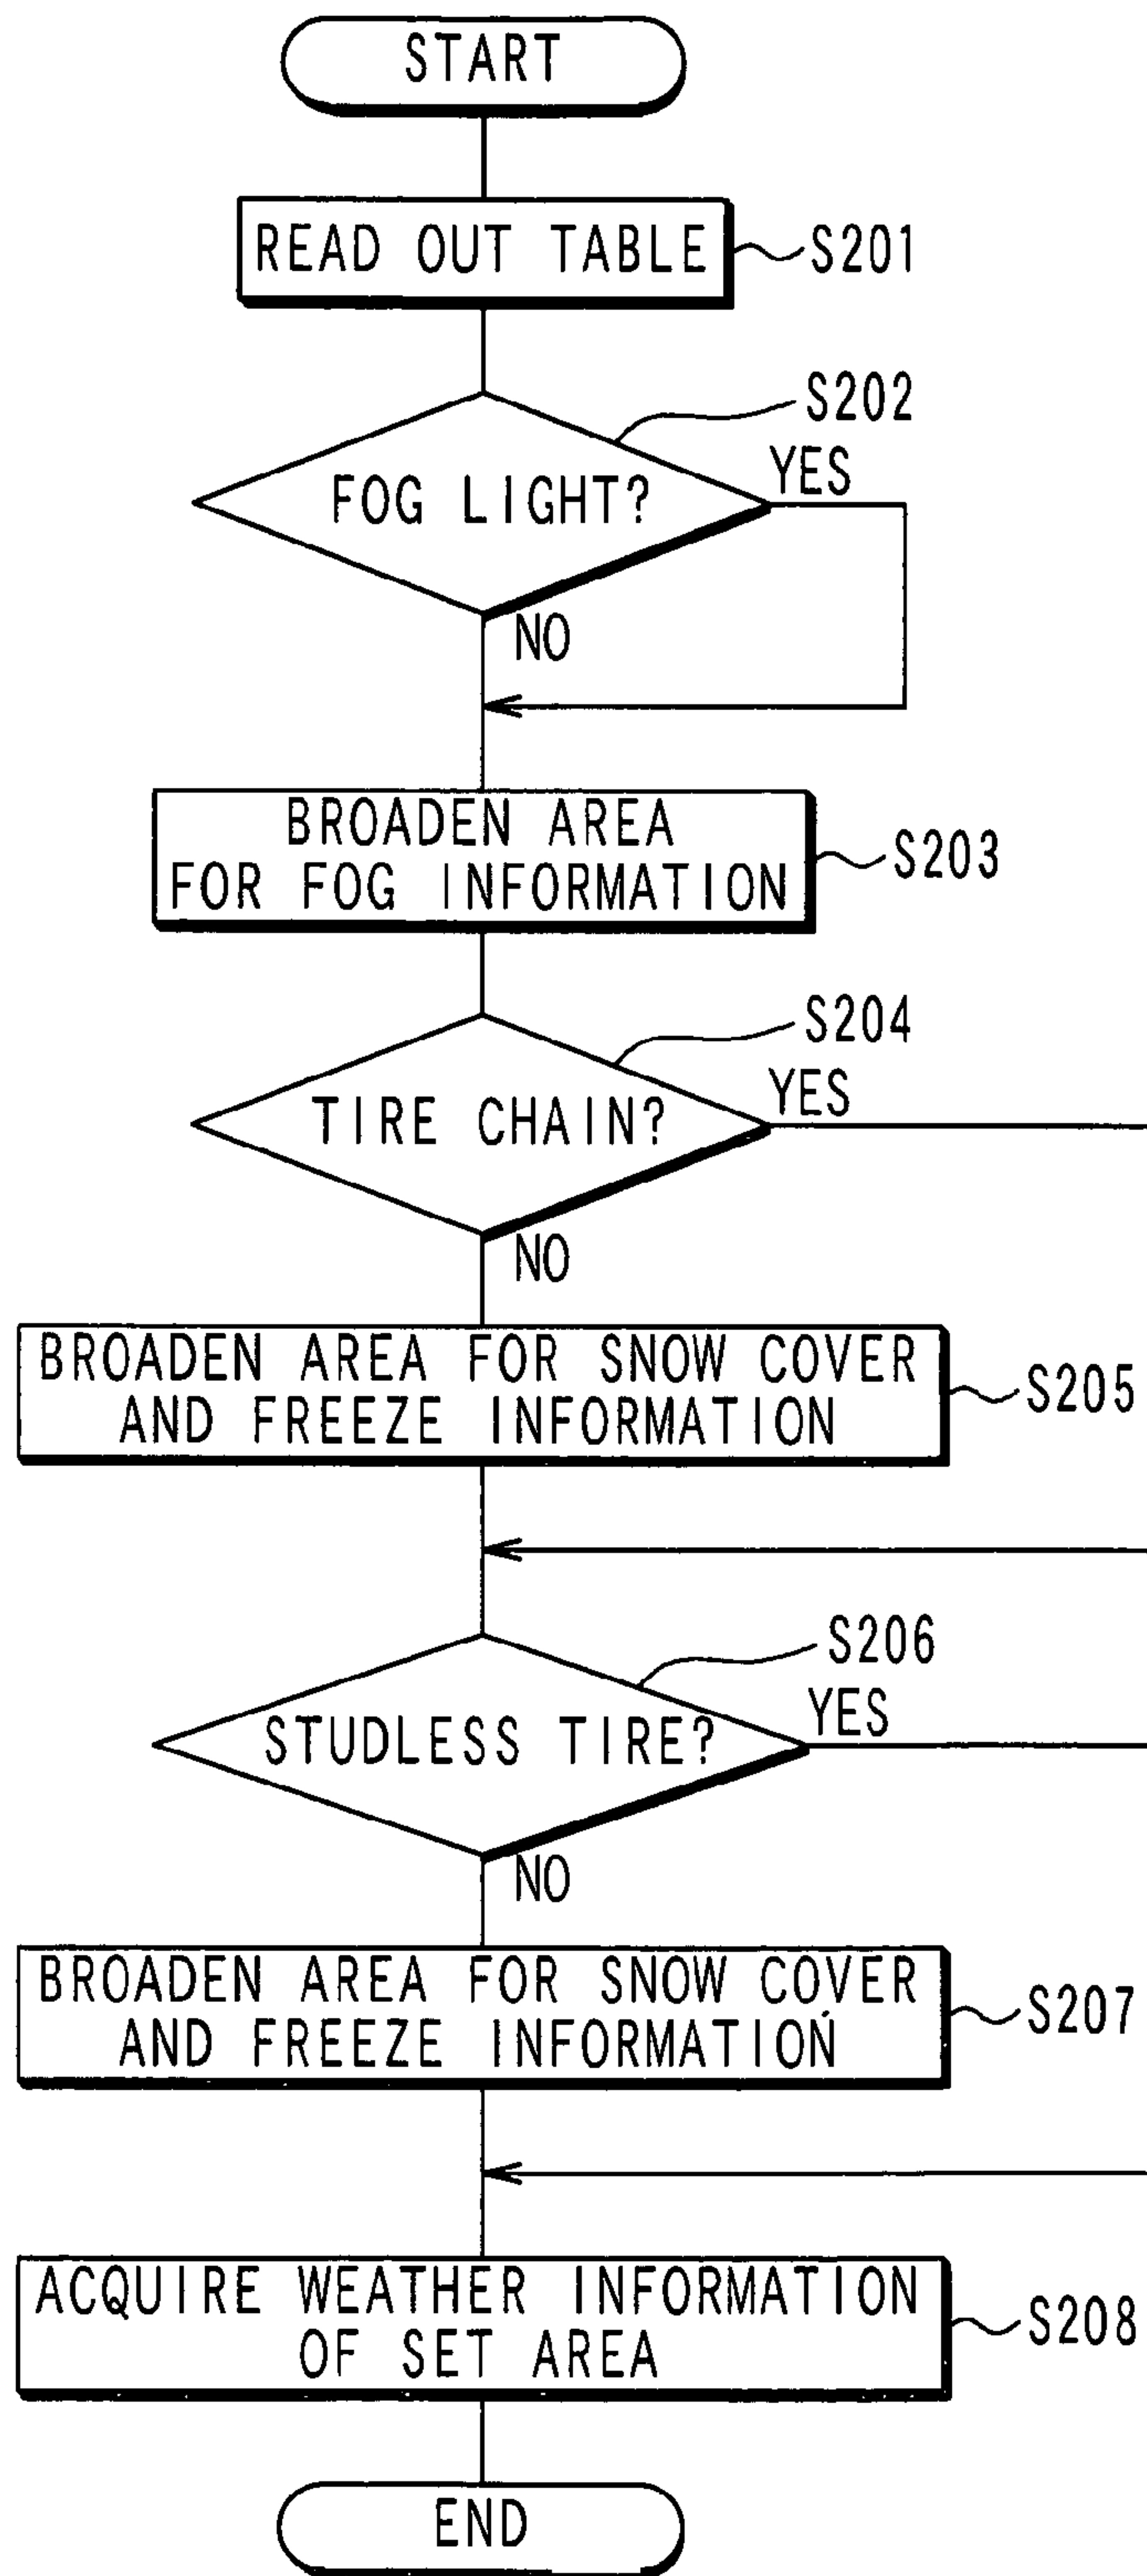 START
READ OUT TABLE
S201
S202
FOG LIGHT?
YES
NO
BROADEN AREA
FOR FOG INFORMATION
S203
S204
TIRE CHAIN?
YES
NO
BROADEN AREA FOR SNOW COVER
AND FREEZE INFORMATION
S205
S206
STUDLESS TIRE?
YES
NO
BROADEN AREA FOR SNOW COVER
AND FREEZE INFORMATION
S207
ACQUIRE WEATHER INFORMATION
OF SET AREA
S208
END